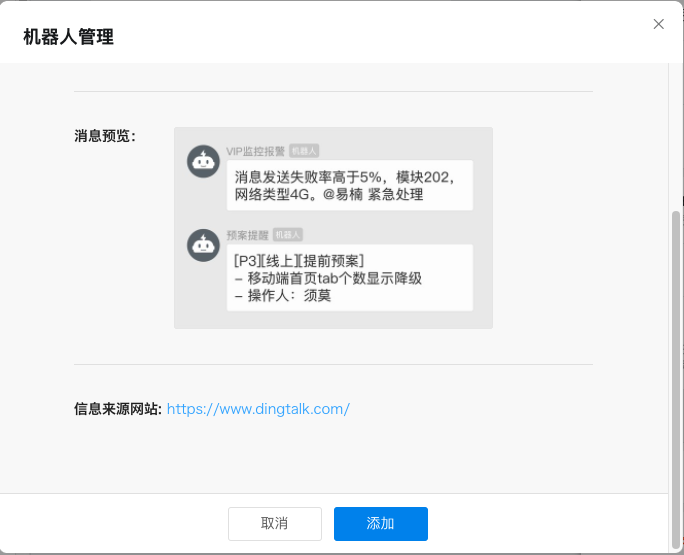 机器人管理
消息预览:
VIP监控报警 机器人
消息发送失败率高于5%，模块202，
网络类型4G。@易楠 紧急处理
预案提醒 机器人
[P3][线上][提前预案]
- 移动端首页tab个数显示降级
- 操作人：须莫
信息来源网站: https://www.dingtalk.com/
取消
添加